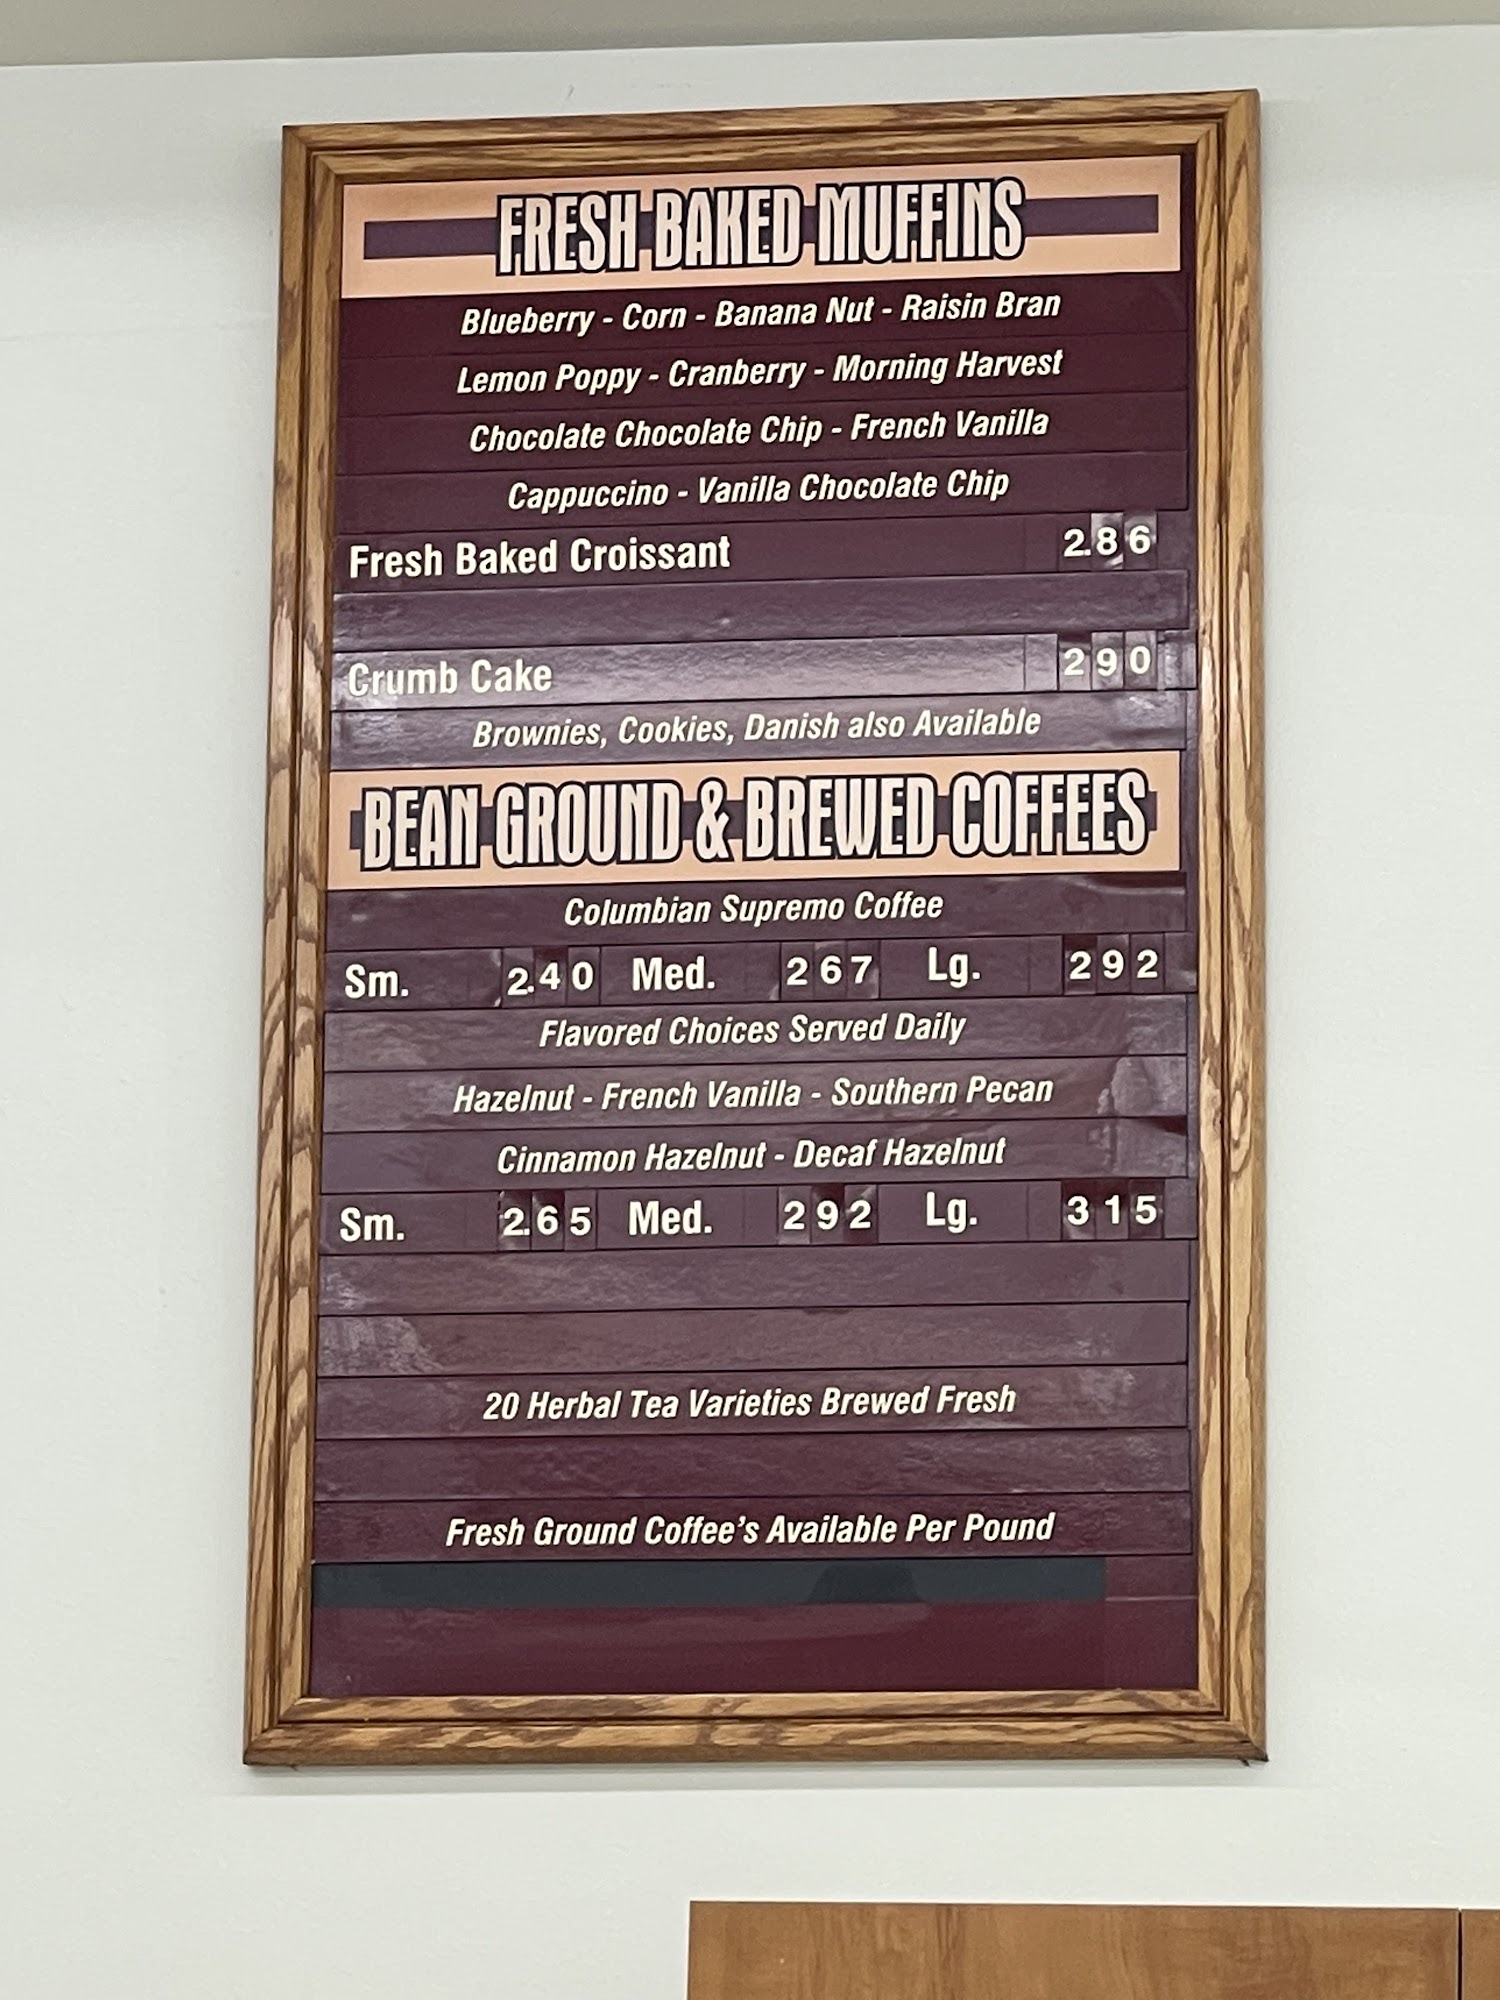 FRESH BAKED MUFFINS
Blueberry - Corn - Banana Nut - Raisin Bran
Lemon Poppy - Cranberry - Morning Harvest
Chocolate Chocolate Chip - French Vanilla
Cappuccino - Vanilla Chocolate Chip
Fresh Baked Croissant 2.86
Crumb Cake 290
Brownies, Cookies, Danish also Available
BEAN GROUND & BREWED COFFEES
Columbian Supremo Coffee
Sm. 2.40 Med. 267 Lg. 292
Flavored Choices Served Daily
Hazelnut - French Vanilla - Southern Pecan
Cinnamon Hazelnut - Decaf Hazelnut
Sm. 2.65 Med. 292 Lg. 315
20 Herbal Tea Varieties Brewed Fresh
Fresh Ground Coffee's Available Per Pound